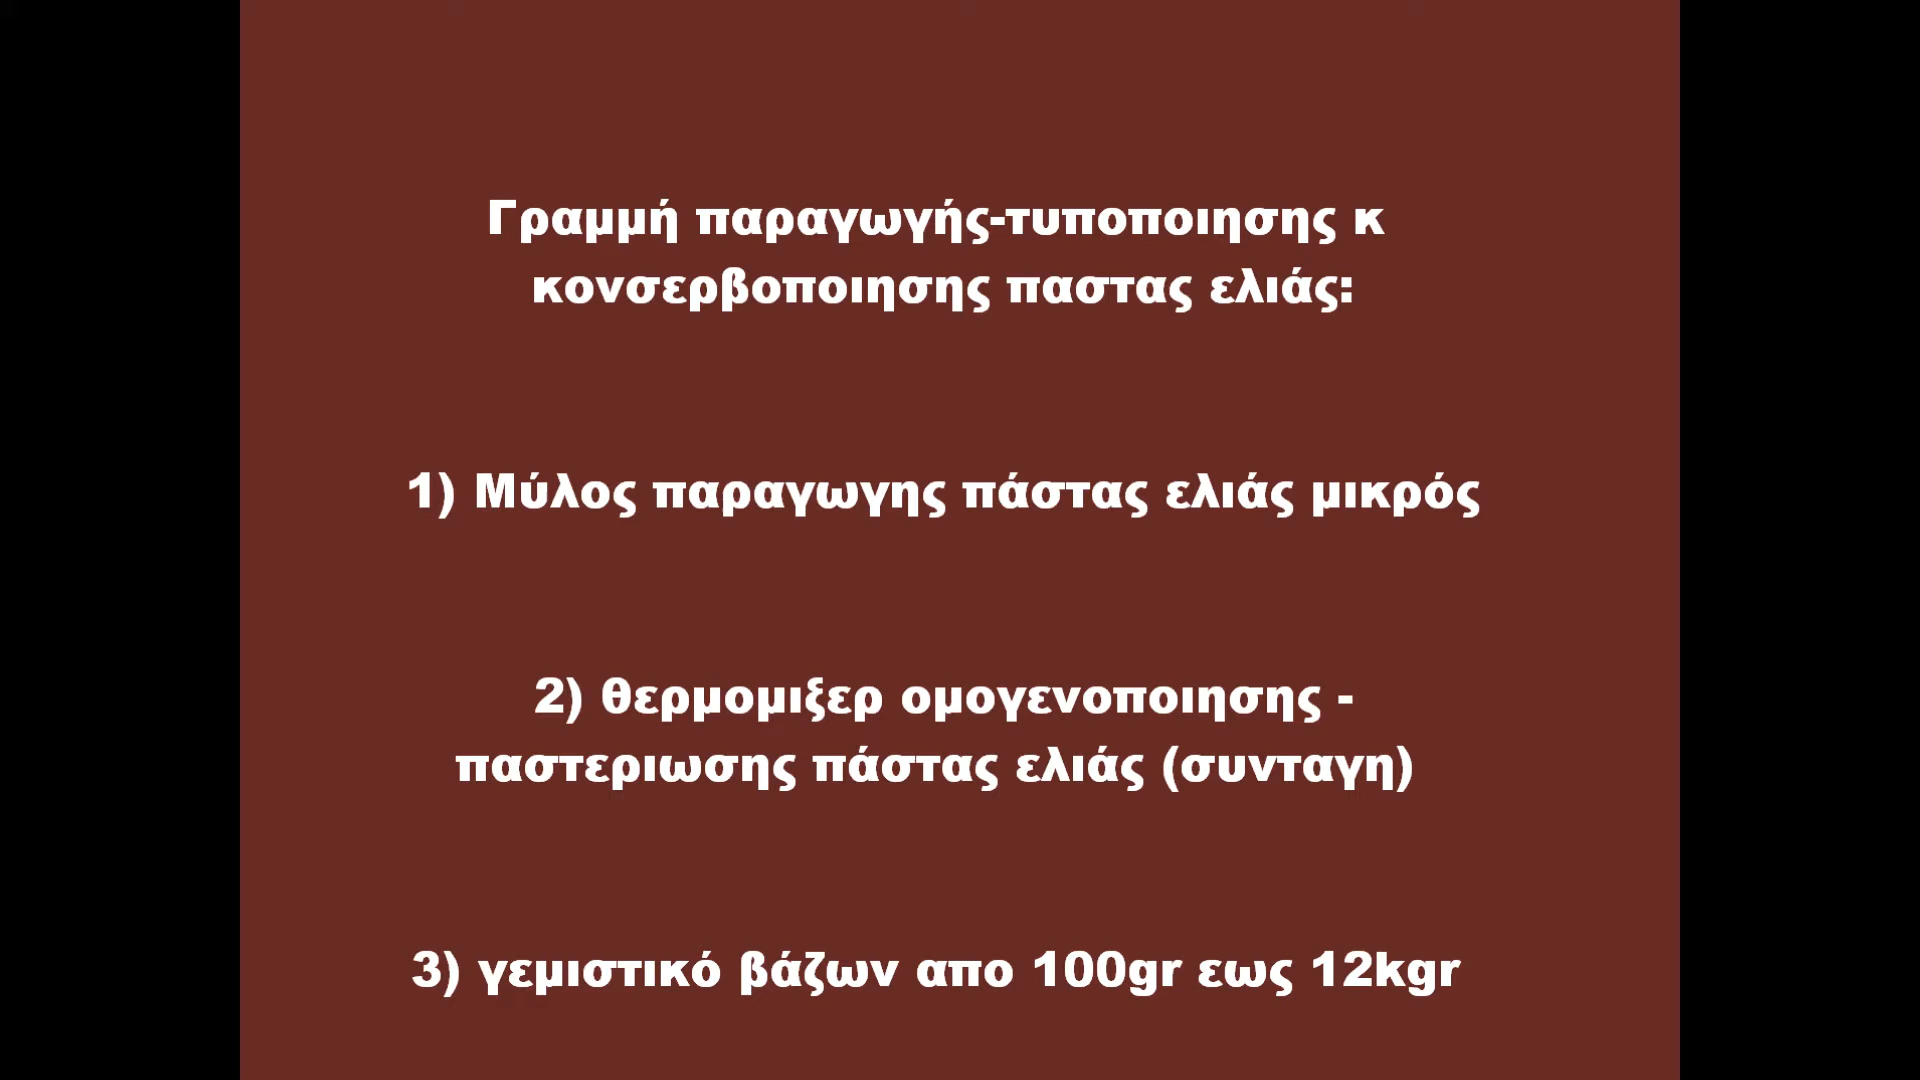 Γραμμή παραγωγής-τυποποιησης κ
κονσερβοποιησης παστας ελιάς:
1) Μύλος παραγωγης πάστας ελιάς μικρός
2) θερμομιξερ ομογενοποιησης -
παστεριωσης πάστας ελιάς (συνταγη)
3) γεμιστικό βάζων απο 100gr εως 12kgr